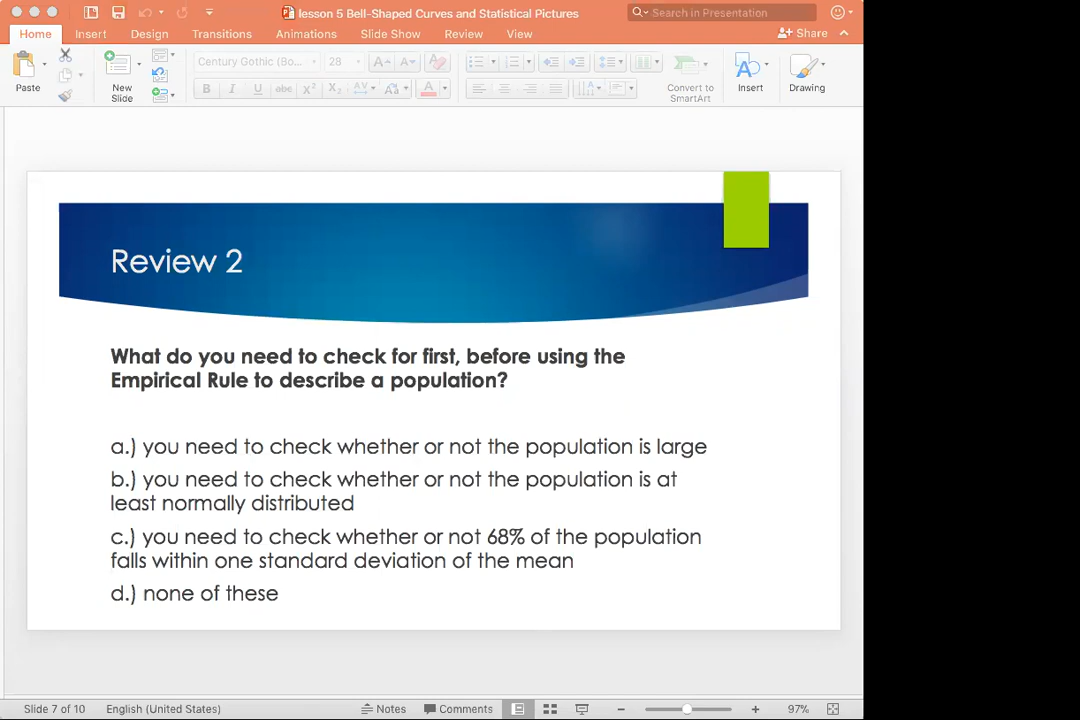 lesson 5 Bell-Shaped Curves and Statistical Pictures
Search in Presentation
Home Insert Design Transitions Animations Slide Show Review View
Share
Century Gothic (Bo... 28
Paste New Slide
B I U abc X² X₂ AV A
Convert to SmartArt
Insert Drawing
Review 2
What do you need to check for first, before using the
Empirical Rule to describe a population?
a.) you need to check whether or not the population is large
b.) you need to check whether or not the population is at
least normally distributed
c.) you need to check whether or not 68% of the population
falls within one standard deviation of the mean
d.) none of these
Slide 7 of 10 English (United States) Notes Comments 97%